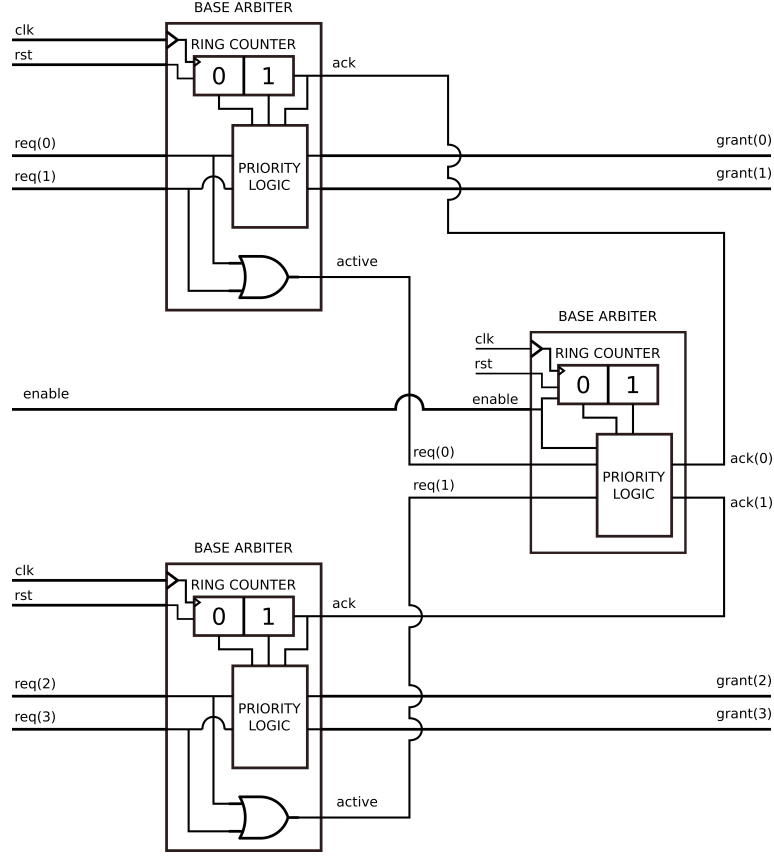 BASE ARBITER
clk
rst
RING COUNTER
0 1
ack
req(0)
req(1)
PRIORITY
LOGIC
grant(0)
grant(1)
active
BASE ARBITER
clk
rst
RING COUNTER
0 1
enable
enable
req(0)
req(1)
PRIORITY
LOGIC
ack(0)
ack(1)
BASE ARBITER
clk
rst
RING COUNTER
0 1
ack
req(2)
req(3)
PRIORITY
LOGIC
grant(2)
grant(3)
active